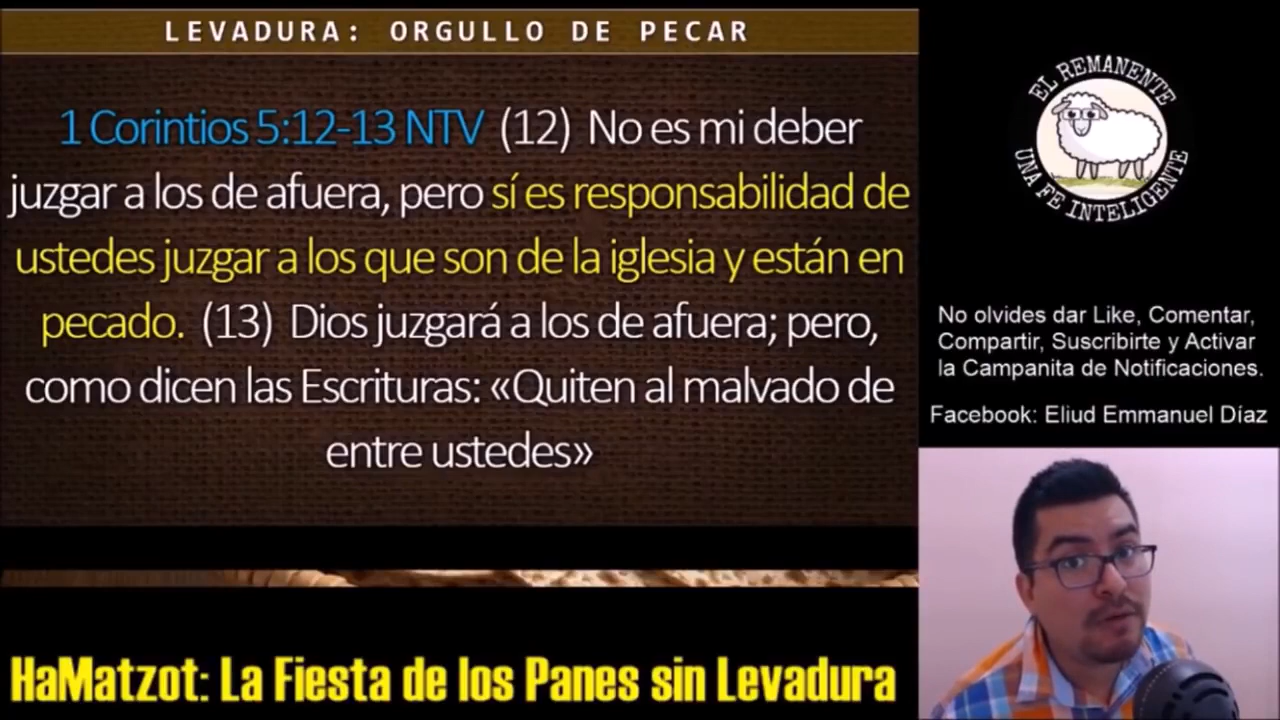 LEVADURA: ORGULLO DE PECAR
1 Corintios 5:12-13 NTV (12) No es mi deber
juzgar a los de afuera, pero sí es responsabilidad de
ustedes juzgar a los que son de la iglesia y están en
pecado. (13) Dios juzgará a los de afuera; pero,
como dicen las Escrituras: «Quiten al malvado de
entre ustedes»
HaMatzot: La Fiesta de los Panes sin Levadura
EL REMANENTE
UNA FE INTELIGENTE
No olvides dar Like, Comentar,
Compartir, Suscribirte y Activar
la Campanita de Notificaciones.
Facebook: Eliud Emmanuel Díaz